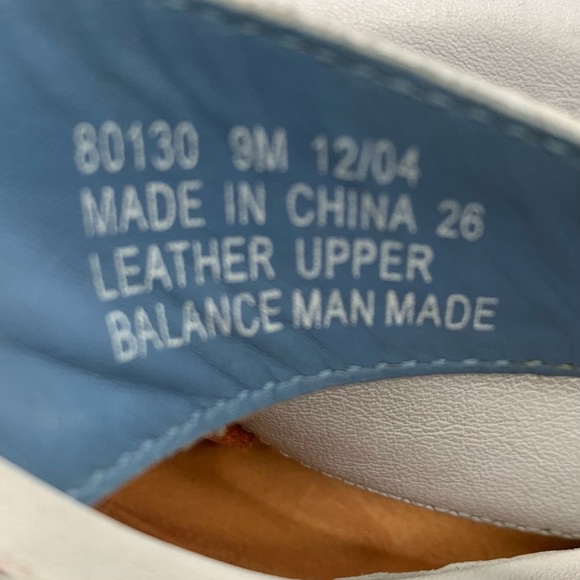 80130 9M 12/04
MADE IN CHINA 26
LEATHER UPPER
BALANCE MAN MADE